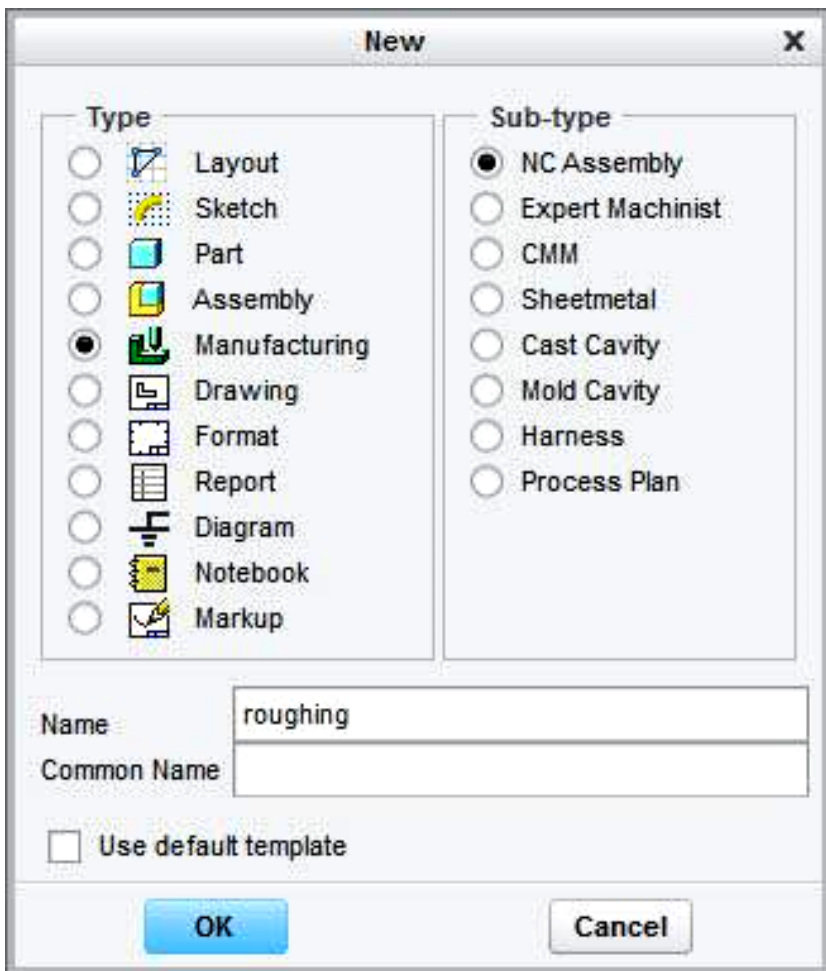 New
Type
Layout
Sketch
Part
Assembly
Manufacturing
Drawing
Format
Report
Diagram
Notebook
Markup
Sub-type
NC Assembly
Expert Machinist
CMM
Sheetmetal
Cast Cavity
Mold Cavity
Harness
Process Plan
Name
roughing
Common Name
Use default template
OK
Cancel